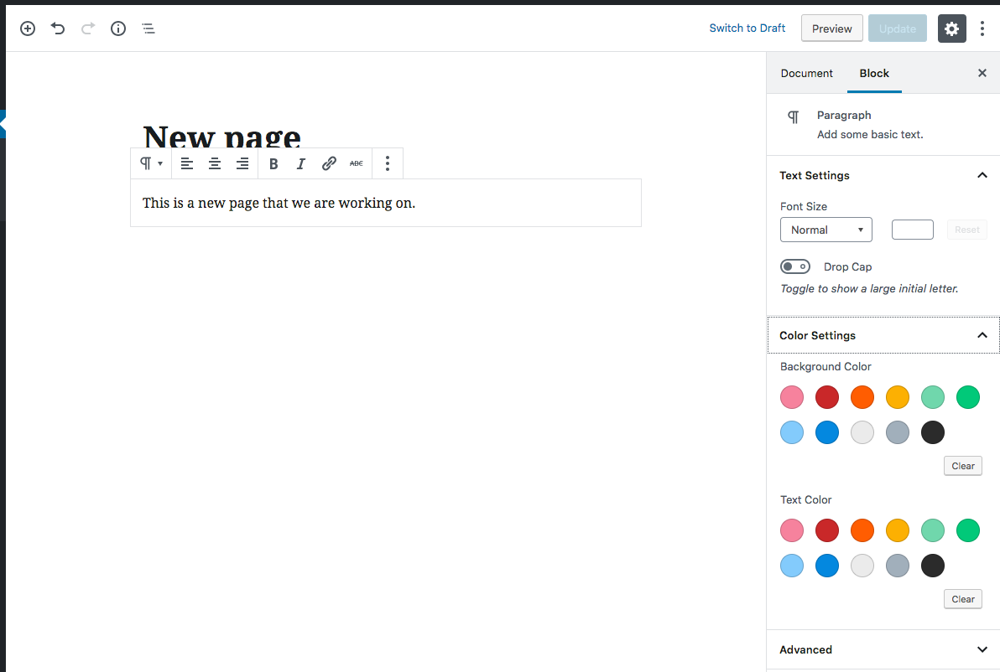 Switch to Draft Preview Update
Document Block
Paragraph
Add some basic text.
New page
B I ABC
This is a new page that we are working on.
Text Settings
Font Size
Normal Reset
Drop Cap
Toggle to show a large initial letter.
Color Settings
Background Color
Clear
Text Color
Clear
Advanced